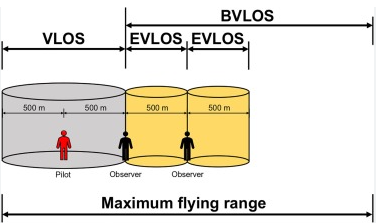 BVLOS
VLOS EVLOS EVLOS
500 m 500 m 500 m 500 m
Pilot Observer Observer
Maximum flying range